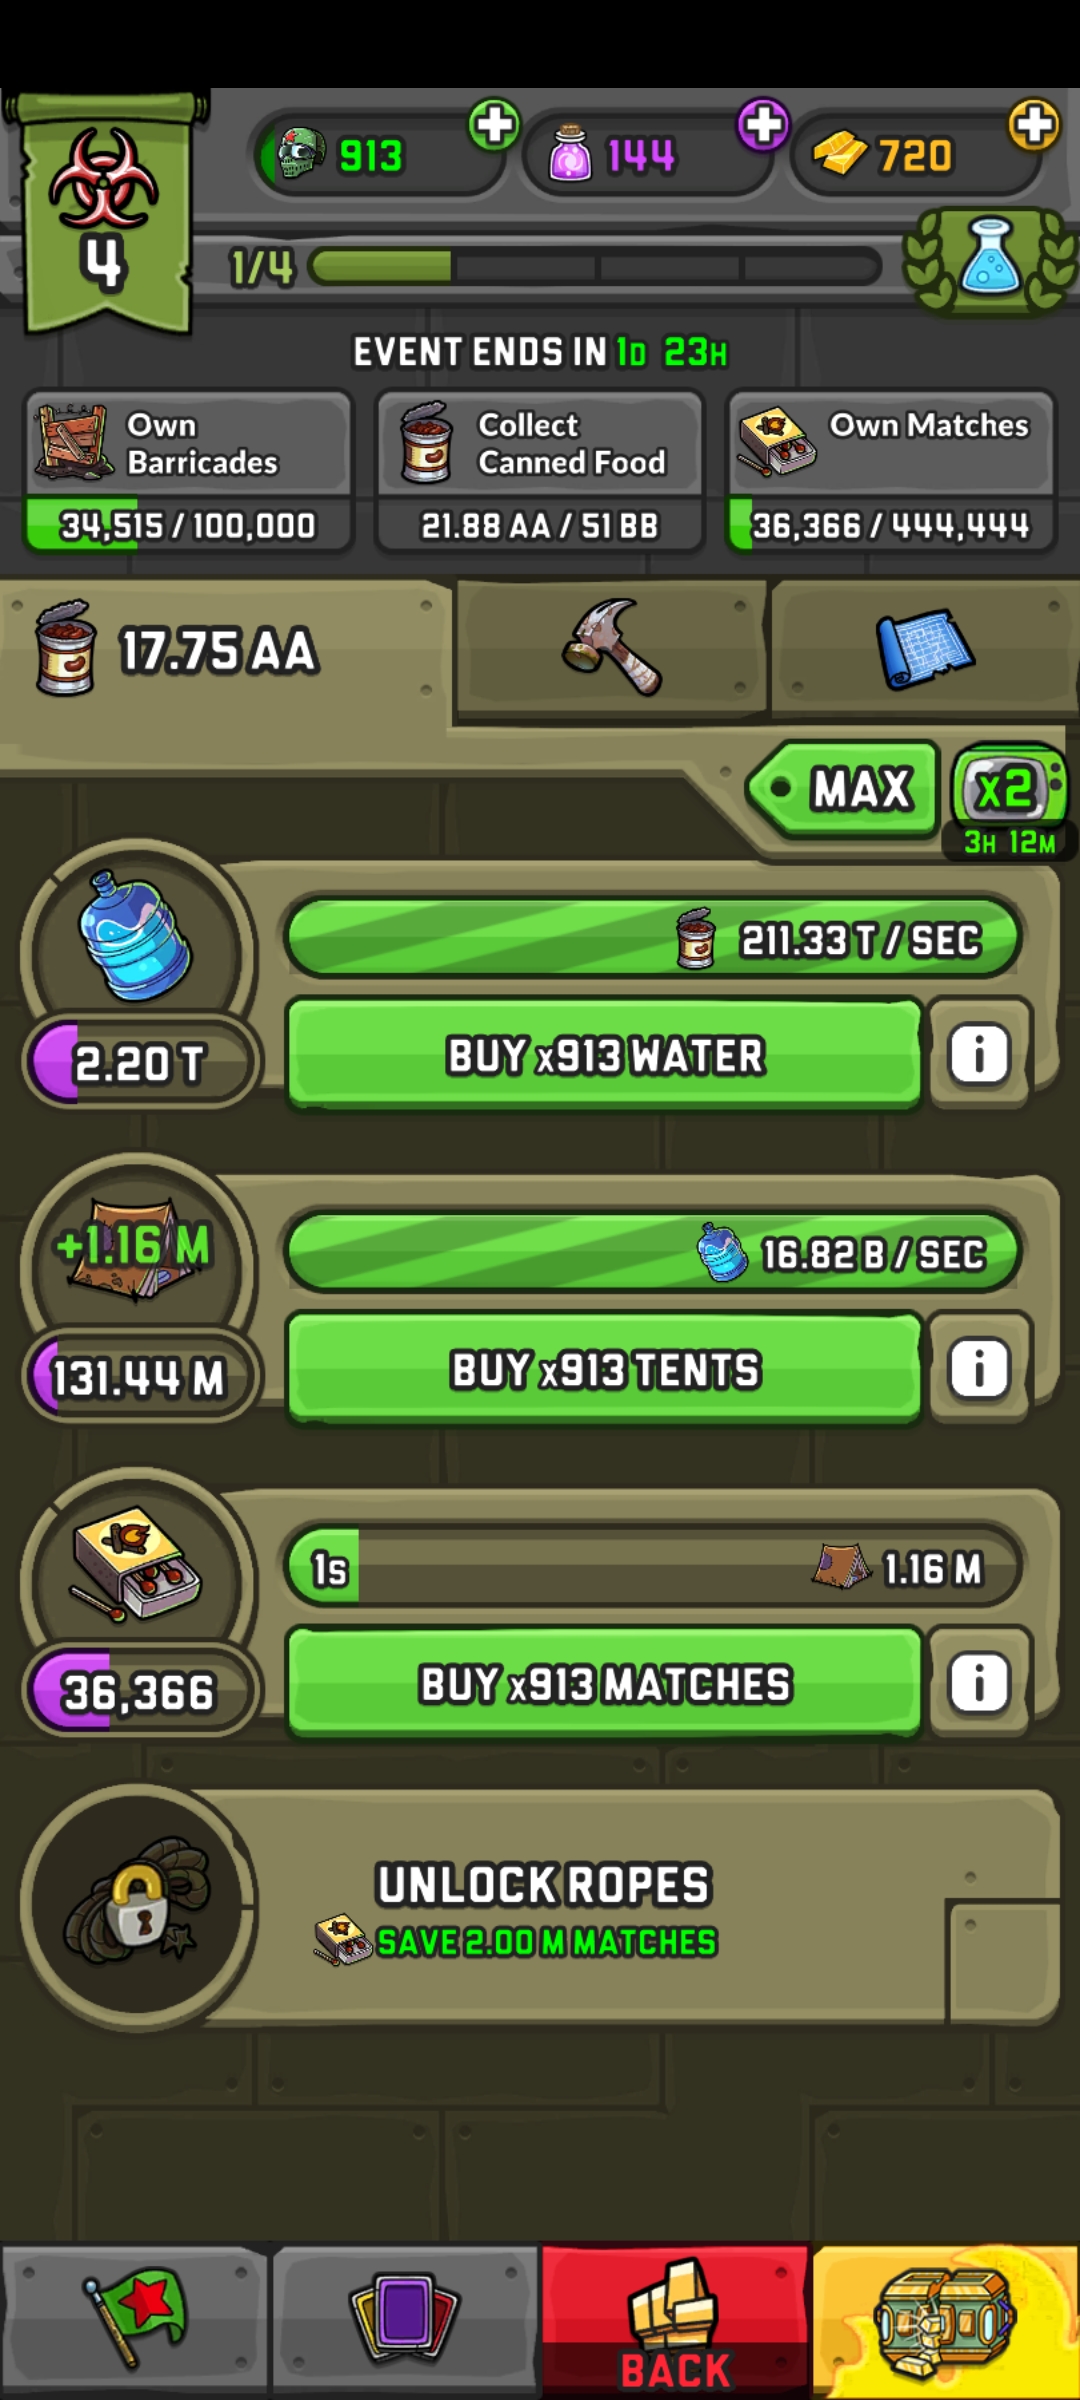 4
913
144
720
1/4
EVENT ENDS IN 1D 23H
Own
Barricades
34,515 / 100,000
Collect
Canned Food
21.88 AA / 51 BB
Own Matches
36,366 / 444,444
17.75 AA
MAX
x2
3H 12M
211.33 T / SEC
2.20 T
BUY x913 WATER
i
+1.16 M
16.82 B / SEC
131.44 M
BUY x913 TENTS
i
1s
1.16 M
36,366
BUY x913 MATCHES
i
UNLOCK ROPES
SAVE 2.00 M MATCHES
BACK